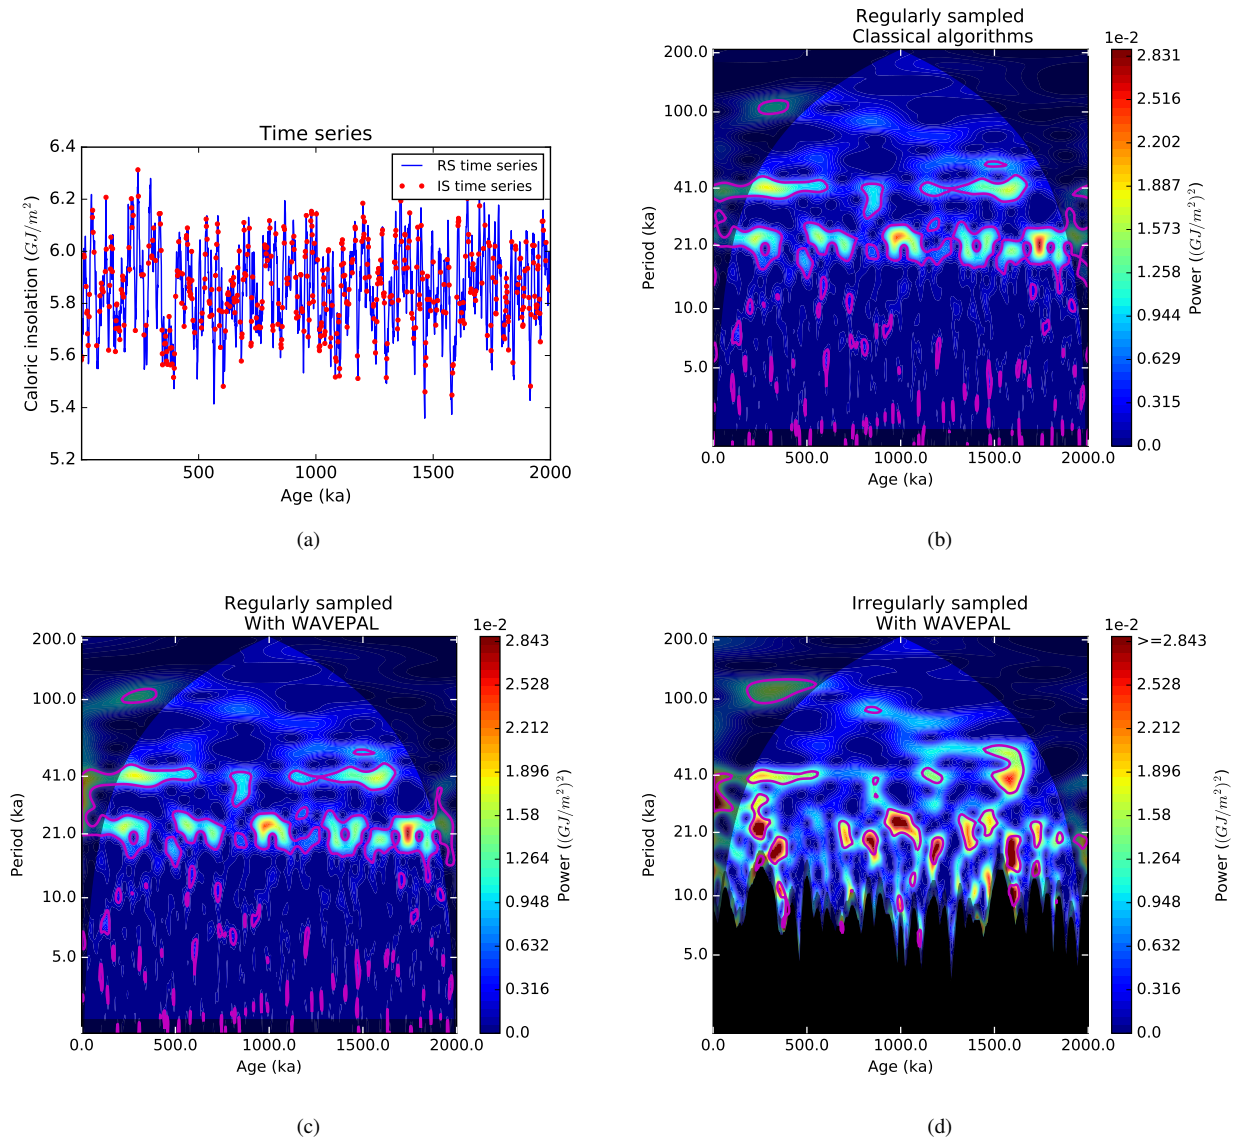 Time series
6.4
6.2
6.0
5.8
5.6
5.4
5.2
Caloric insolation (GJ/m²)
RS time series
IS time series
500
1000
1500
2000
Age (ka)
(a)
Regularly sampled
Classical algorithms
1e-2
200.0
100.0
41.0
21.0
10.0
5.0
Period (ka)
0.0
500.0
1000.0
1500.0
2000.0
Age (ka)
2.831
2.516
2.202
1.887
1.573
1.258
0.944
0.629
0.315
0.0
Power ((GJ/m²)²)
(b)
Regularly sampled
With WAVEPAL
1e-2
200.0
100.0
41.0
21.0
10.0
5.0
Period (ka)
0.0
500.0
1000.0
1500.0
2000.0
Age (ka)
2.843
2.528
2.212
1.896
1.580
1.264
0.948
0.632
0.316
0.0
Power ((GJ/m²)²)
(c)
Irregularly sampled
With WAVEPAL
1e-2
200.0
100.0
41.0
21.0
10.0
5.0
Period (ka)
0.0
500.0
1000.0
1500.0
2000.0
Age (ka)
>=2.843
2.528
2.212
1.896
1.580
1.264
0.948
0.632
0.316
0.0
Power ((GJ/m²)²)
(d)